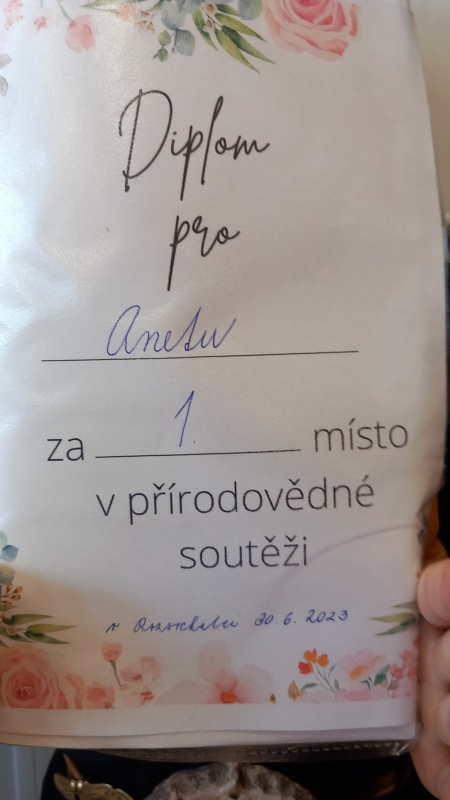 Diplom
pro
Anetu
za 1. místo
v přírodovědné
soutěži
v 30. 6. 2023